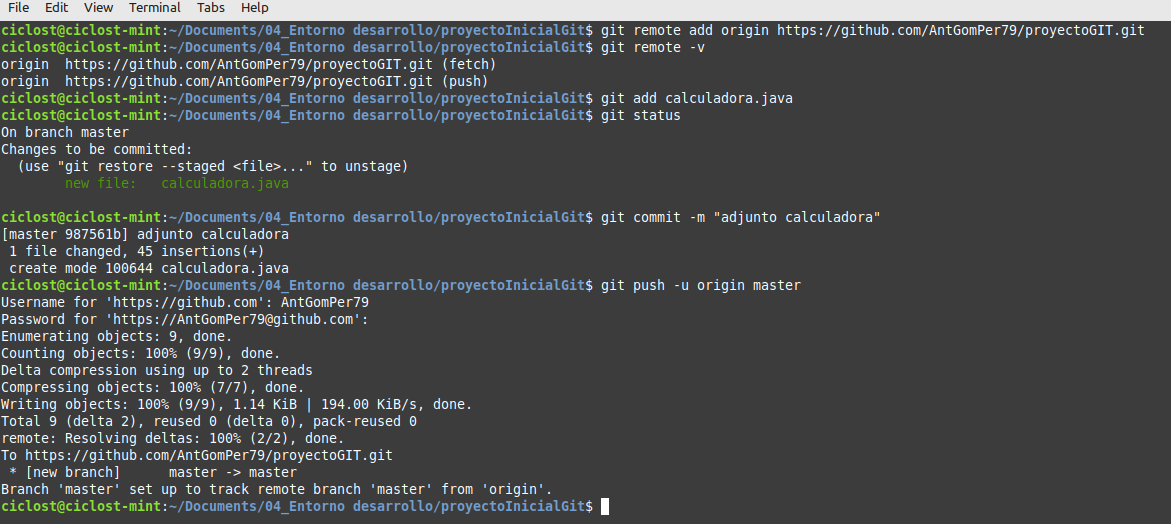 File Edit View Terminal Tabs Help
ciclost@ciclost-mint:~/Documents/04_Entorno desarrollo/proyectoInicialGit$ git remote add origin https://github.com/AntGomPer79/proyectoGIT.git
ciclost@ciclost-mint:~/Documents/04_Entorno desarrollo/proyectoInicialGit$ git remote -v
origin  https://github.com/AntGomPer79/proyectoGIT.git (fetch)
origin  https://github.com/AntGomPer79/proyectoGIT.git (push)
ciclost@ciclost-mint:~/Documents/04_Entorno desarrollo/proyectoInicialGit$ git add calculadora.java
ciclost@ciclost-mint:~/Documents/04_Entorno desarrollo/proyectoInicialGit$ git status
On branch master
Changes to be committed:
  (use "git restore --staged <file>..." to unstage)
        new file:   calculadora.java
ciclost@ciclost-mint:~/Documents/04_Entorno desarrollo/proyectoInicialGit$ git commit -m "adjunto calculadora"
[master 987561b] adjunto calculadora
 1 file changed, 45 insertions(+)
 create mode 100644 calculadora.java
ciclost@ciclost-mint:~/Documents/04_Entorno desarrollo/proyectoInicialGit$ git push -u origin master
Username for 'https://github.com': AntGomPer79
Password for 'https://AntGomPer79@github.com':
Enumerating objects: 9, done.
Counting objects: 100% (9/9), done.
Delta compression using up to 2 threads
Compressing objects: 100% (7/7), done.
Writing objects: 100% (9/9), 1.14 KiB | 194.00 KiB/s, done.
Total 9 (delta 2), reused 0 (delta 0), pack-reused 0
remote: Resolving deltas: 100% (2/2), done.
To https://github.com/AntGomPer79/proyectoGIT.git
 * [new branch]      master -> master
Branch 'master' set up to track remote branch 'master' from 'origin'.
ciclost@ciclost-mint:~/Documents/04_Entorno desarrollo/proyectoInicialGit$